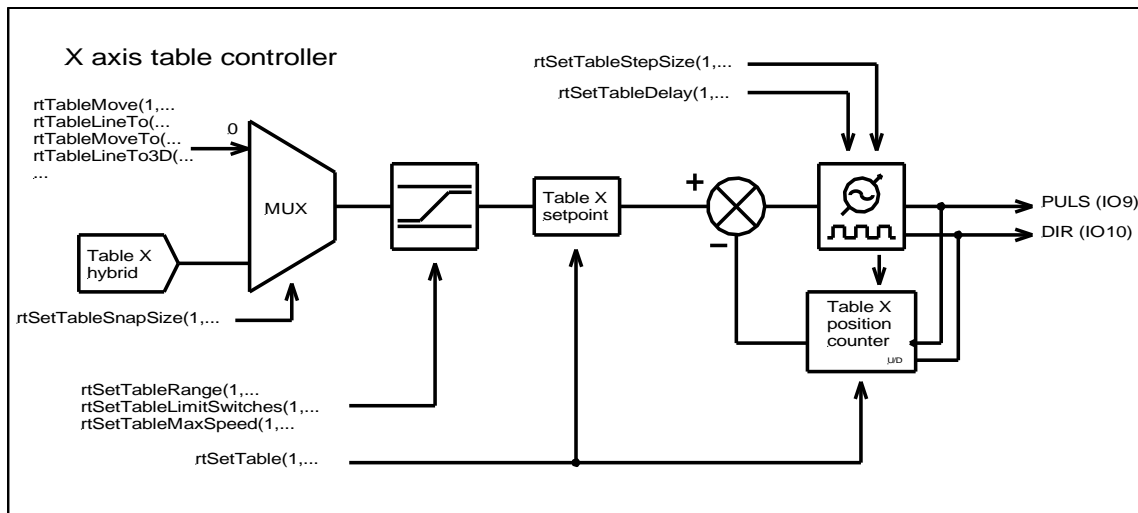 X axis table controller
rtTableMove(1,...
rtTableLineTo(...
rtTableMoveTo(...
rtTableLineTo3D(...
...
0
MUX
Table X
hybrid
rtSetTableSnapSize(1,...
rtSetTableRange(1,...
rtSetTableLimitSwitches(1,...
rtSetTableMaxSpeed(1,...
rtSetTable(1,...
Table X
setpoint
+
−
rtSetTableStepSize(1,...
rtSetTableDelay(1,...
PULS (IO9)
DIR (IO10)
Table X
position
counter
U/D